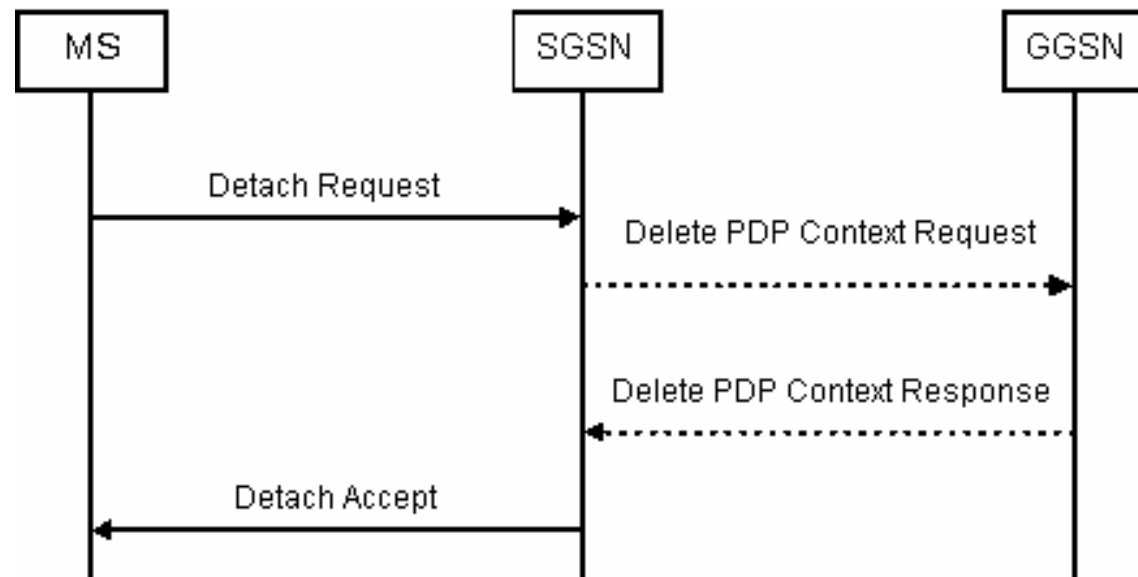 MS
SGSN
GGSN
Detach Request
Delete PDP Context Request
Delete PDP Context Response
Detach Accept